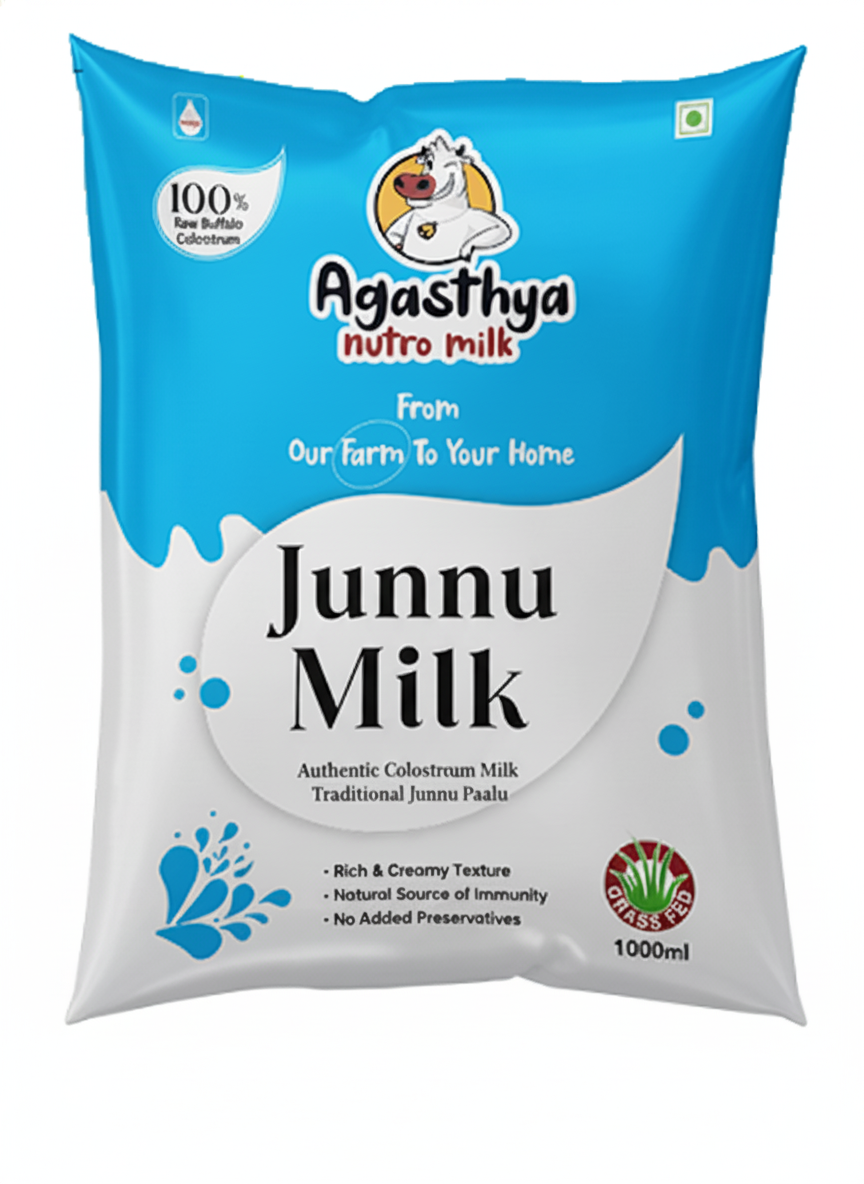 100%
Raw Buffalo
Colostrum
Agasthya
nutro milk
From
Our Farm To Your Home
Junnu
Milk
Authentic Colostrum Milk
Traditional Junnu Paalu
· Rich & Creamy Texture
· Natural Source of Immunity
· No Added Preservatives
GRASS FED
1000ml